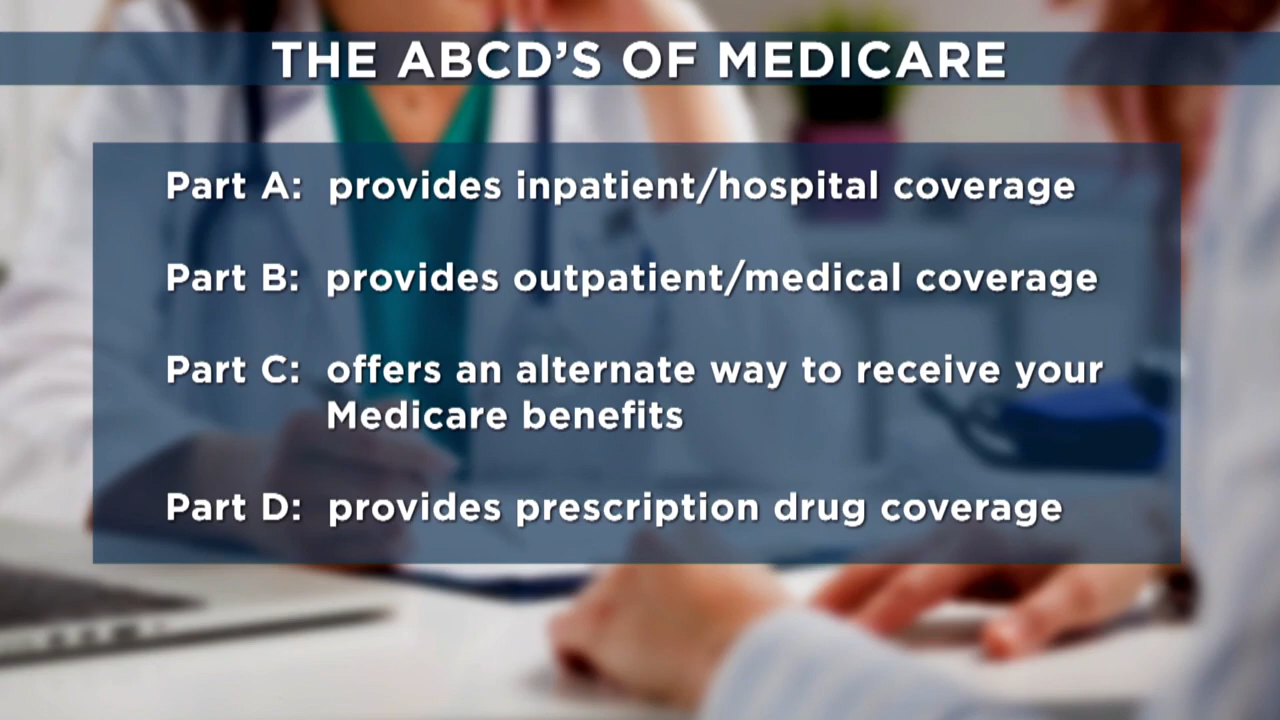 THE ABCD'S OF MEDICARE
Part A: provides inpatient/hospital coverage
Part B: provides outpatient/medical coverage
Part C: offers an alternate way to receive your
Medicare benefits
Part D: provides prescription drug coverage